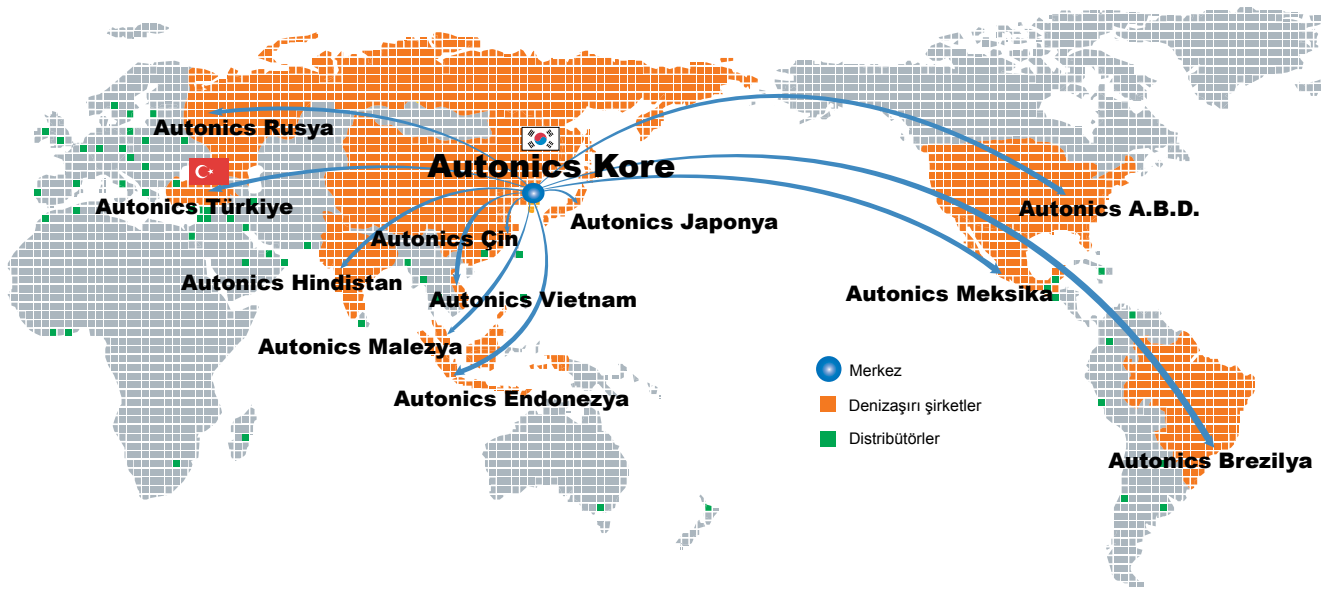 Autonics Rusya
Autonics Kore
Autonics Türkiye
Autonics A.B.D.
Autonics Japonya
Autonics Çin
Autonics Hindistan
Autonics Vietnam
Autonics Meksika
Autonics Malezya
Merkez
Autonics Endonezya
Denizaşırı şirketler
Distribütörler
Autonics Brezilya